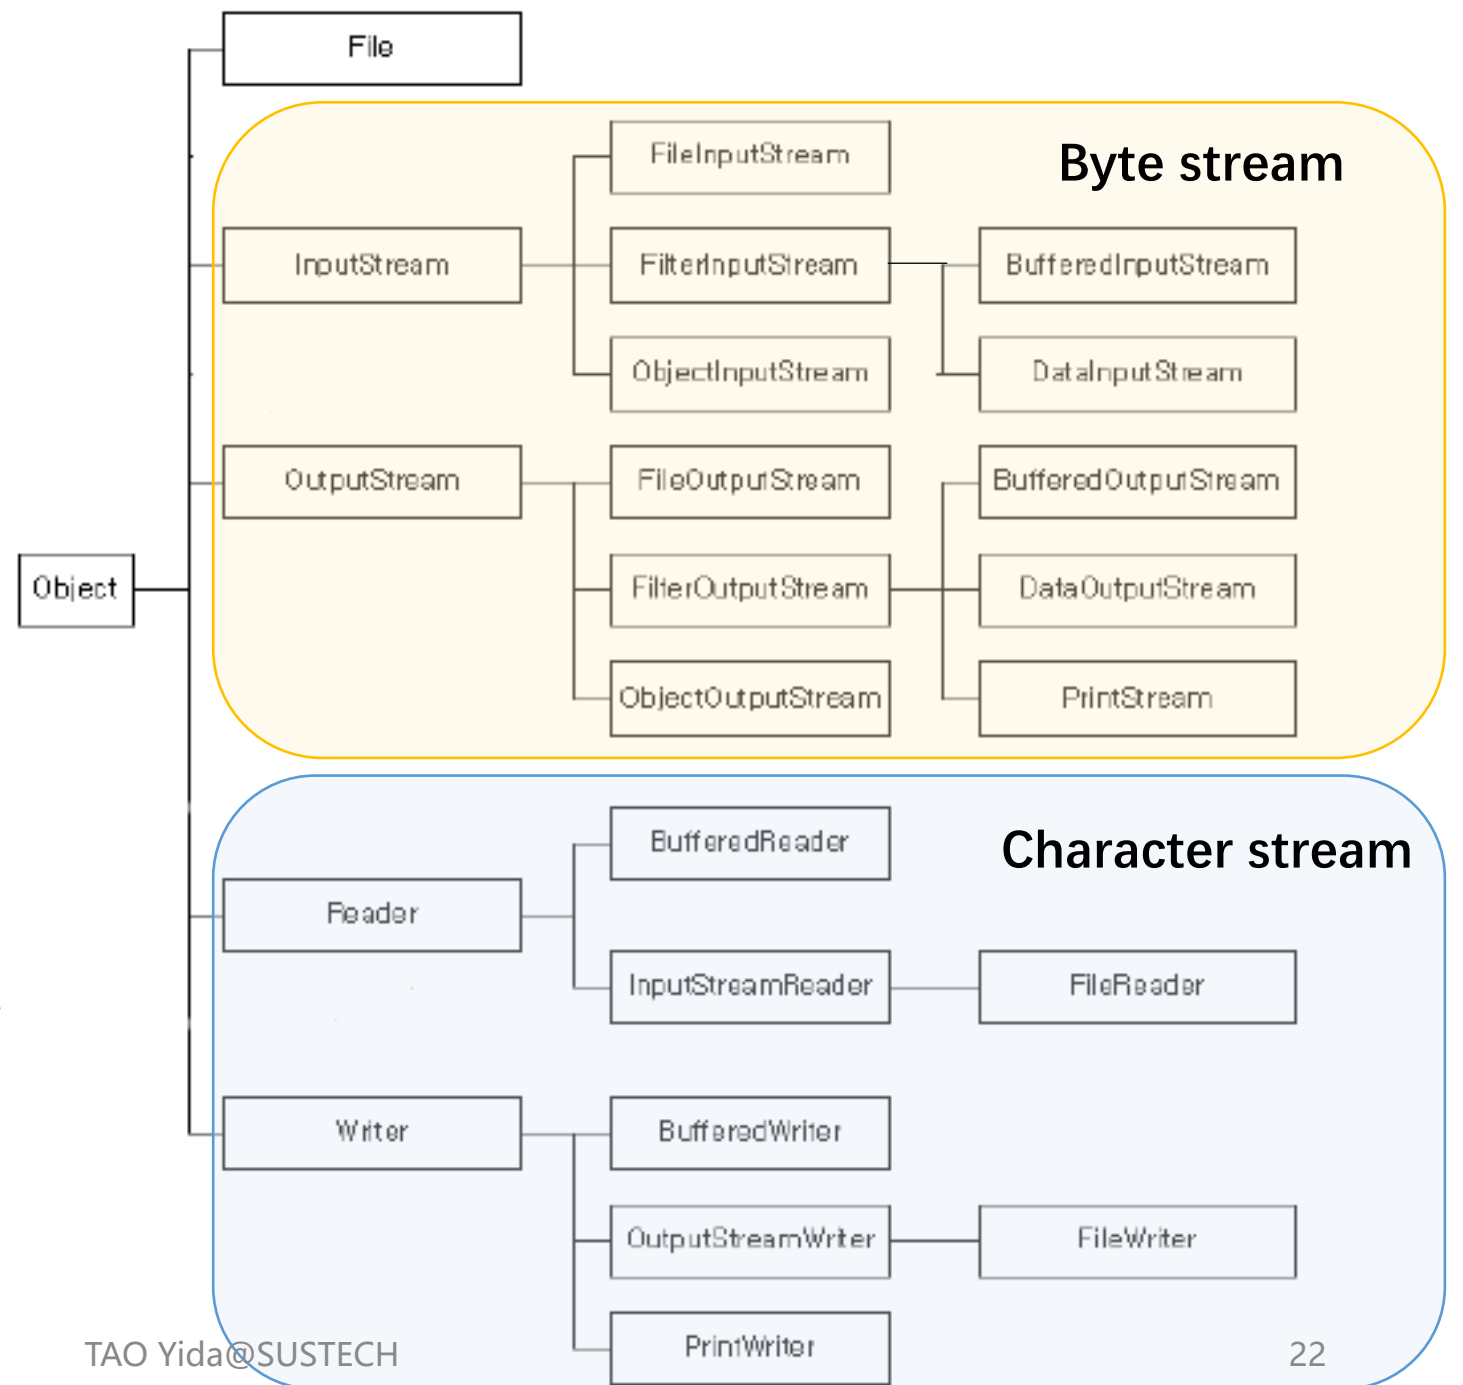 File
Byte stream
FileInputStream
InputStream
FilterInputStream
BufferedInputStream
ObjectInputStream
DataInputStream
OutputStream
FileOutputStream
BufferedOutputStream
Object
FilterOutputStream
DataOutputStream
ObjectOutputStream
PrintStream
Character stream
BufferedReader
Reader
InputStreamReader
FileReader
Writer
BufferedWriter
OutputStreamWriter
FileWriter
PrintWriter
TAO Yida@SUSTECH
22